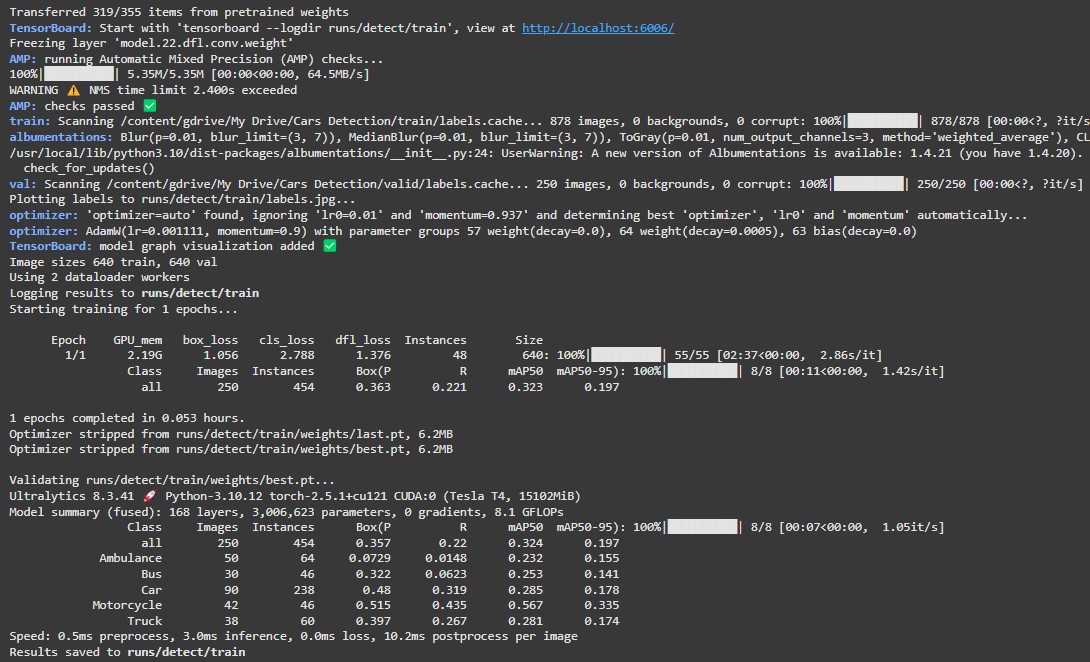 Transferred 319/355 items from pretrained weights
TensorBoard: Start with 'tensorboard --logdir runs/detect/train', view at http://localhost:6006/
Freezing layer 'model.22.dfl.conv.weight'
AMP: running Automatic Mixed Precision (AMP) checks...
100%|██████████| 5.35M/5.35M [00:00<00:00, 64.5MB/s]
WARNING ⚠️ NMS time limit 2.400s exceeded
AMP: checks passed ✅
train: Scanning /content/gdrive/My Drive/Cars Detection/train/labels.cache... 878 images, 0 backgrounds, 0 corrupt: 100%|██████████| 878/878 [00:00<?, ?it/s
albumentations: Blur(p=0.01, blur_limit=(3, 7)), MedianBlur(p=0.01, blur_limit=(3, 7)), ToGray(p=0.01, num_output_channels=3, method='weighted_average'), CL
/usr/local/lib/python3.10/dist-packages/albumentations/__init__.py:24: UserWarning: A new version of Albumentations is available: 1.4.21 (you have 1.4.20).
check_for_updates()
val: Scanning /content/gdrive/My Drive/Cars Detection/valid/labels.cache... 250 images, 0 backgrounds, 0 corrupt: 100%|██████████| 250/250 [00:00<?, ?it/s]
Plotting labels to runs/detect/train/labels.jpg...
optimizer: 'optimizer=auto' found, ignoring 'lr0=0.01' and 'momentum=0.937' and determining best 'optimizer', 'lr0' and 'momentum' automatically...
optimizer: AdamW(lr=0.001111, momentum=0.9) with parameter groups 57 weight(decay=0.0), 64 weight(decay=0.0005), 63 bias(decay=0.0)
TensorBoard: model graph visualization added ✅
Image sizes 640 train, 640 val
Using 2 dataloader workers
Logging results to runs/detect/train
Starting training for 1 epochs...
Epoch GPU_mem box_loss cls_loss dfl_loss Instances Size
1/1 2.19G 1.056 2.788 1.376 48 640: 100%|██████████| 55/55 [02:37<00:00, 2.86s/it]
Class Images Instances Box(P R mAP50 mAP50-95): 100%|██████████| 8/8 [00:11<00:00, 1.42s/it]
all 250 454 0.363 0.221 0.323 0.197
1 epochs completed in 0.053 hours.
Optimizer stripped from runs/detect/train/weights/last.pt, 6.2MB
Optimizer stripped from runs/detect/train/weights/best.pt, 6.2MB
Validating runs/detect/train/weights/best.pt...
Ultralytics 8.3.41 🚀 Python-3.10.12 torch-2.5.1+cu121 CUDA:0 (Tesla T4, 15102MiB)
Model summary (fused): 168 layers, 3,006,623 parameters, 0 gradients, 8.1 GFLOPs
Class Images Instances Box(P R mAP50 mAP50-95): 100%|██████████| 8/8 [00:07<00:00, 1.05it/s]
all 250 454 0.357 0.22 0.324 0.197
Ambulance 50 64 0.0729 0.0148 0.232 0.155
Bus 30 46 0.322 0.0623 0.253 0.141
Car 90 238 0.48 0.319 0.285 0.178
Motorcycle 42 46 0.515 0.435 0.567 0.335
Truck 38 60 0.397 0.267 0.281 0.174
Speed: 0.5ms preprocess, 3.0ms inference, 0.0ms loss, 10.2ms postprocess per image
Results saved to runs/detect/train